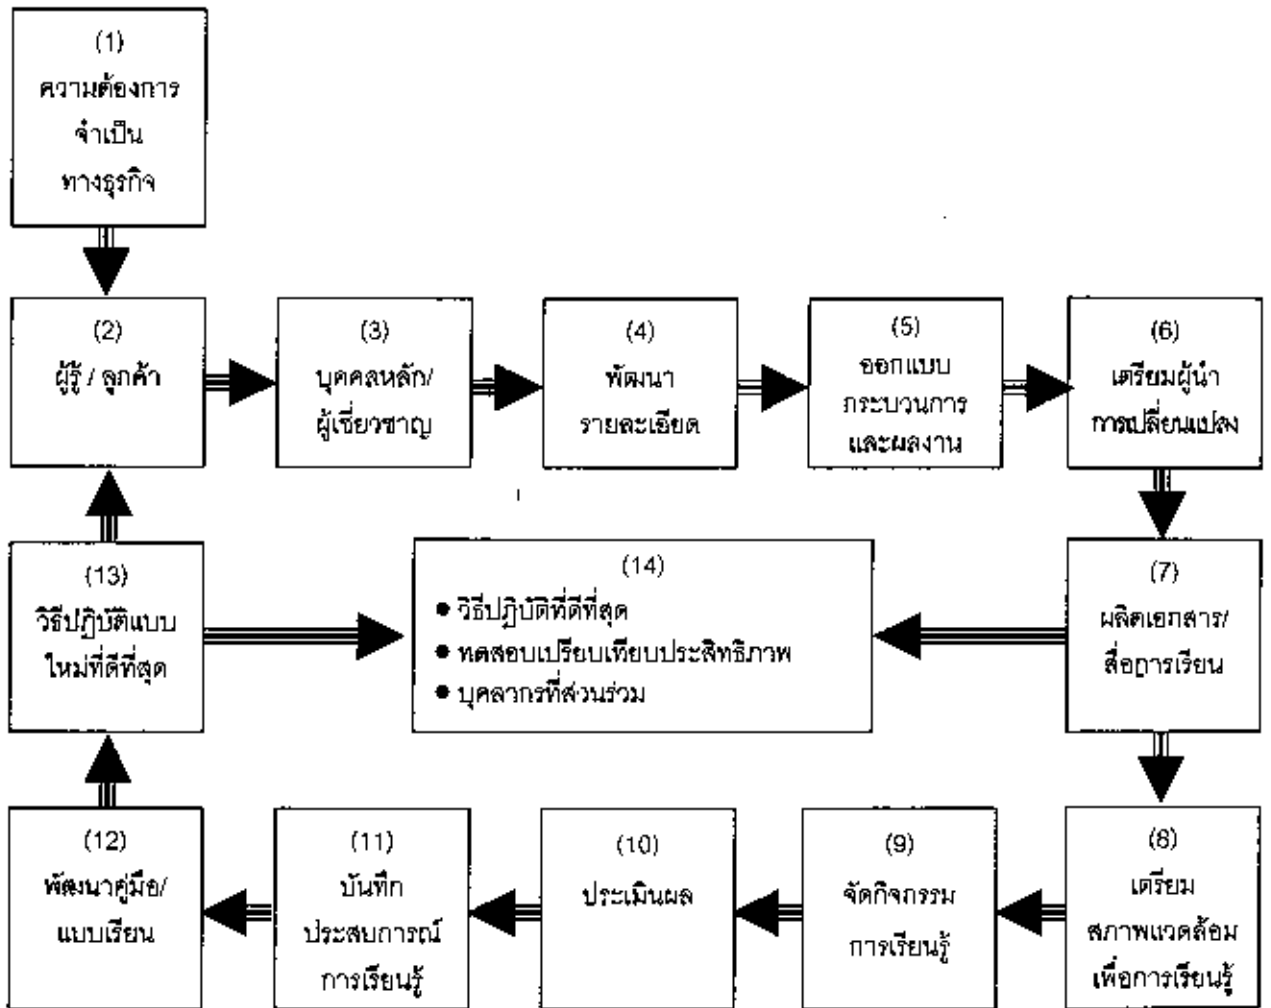 (1)
ความต้องการ
จำเป็น
ทางธุรกิจ
(2)
ผู้รู้ / ลูกค้า
(3)
บุคคลหลัก/
ผู้เชี่ยวชาญ
(4)
พัฒนา
รายละเอียด
(5)
ออกแบบ
กระบวนการ
และผลงาน
(6)
เตรียมผู้นำ
การเปลี่ยนแปลง
(13)
วิธีปฏิบัติแบบ
ใหม่ที่ดีที่สุด
(14)
● วิธีปฏิบัติที่ดีที่สุด
● ทดสอบเปรียบเทียบประสิทธิภาพ
● บุคลากรที่ส่วนร่วม
(7)
ผลิตเอกสาร/
สื่อการเรียน
(12)
พัฒนาคู่มือ/
แบบเรียน
(11)
บันทึก
ประสบการณ์
การเรียนรู้
(10)
ประเมินผล
(9)
จัดกิจกรรม
การเรียนรู้
(8)
เตรียม
สภาพแวดล้อม
เพื่อการเรียนรู้